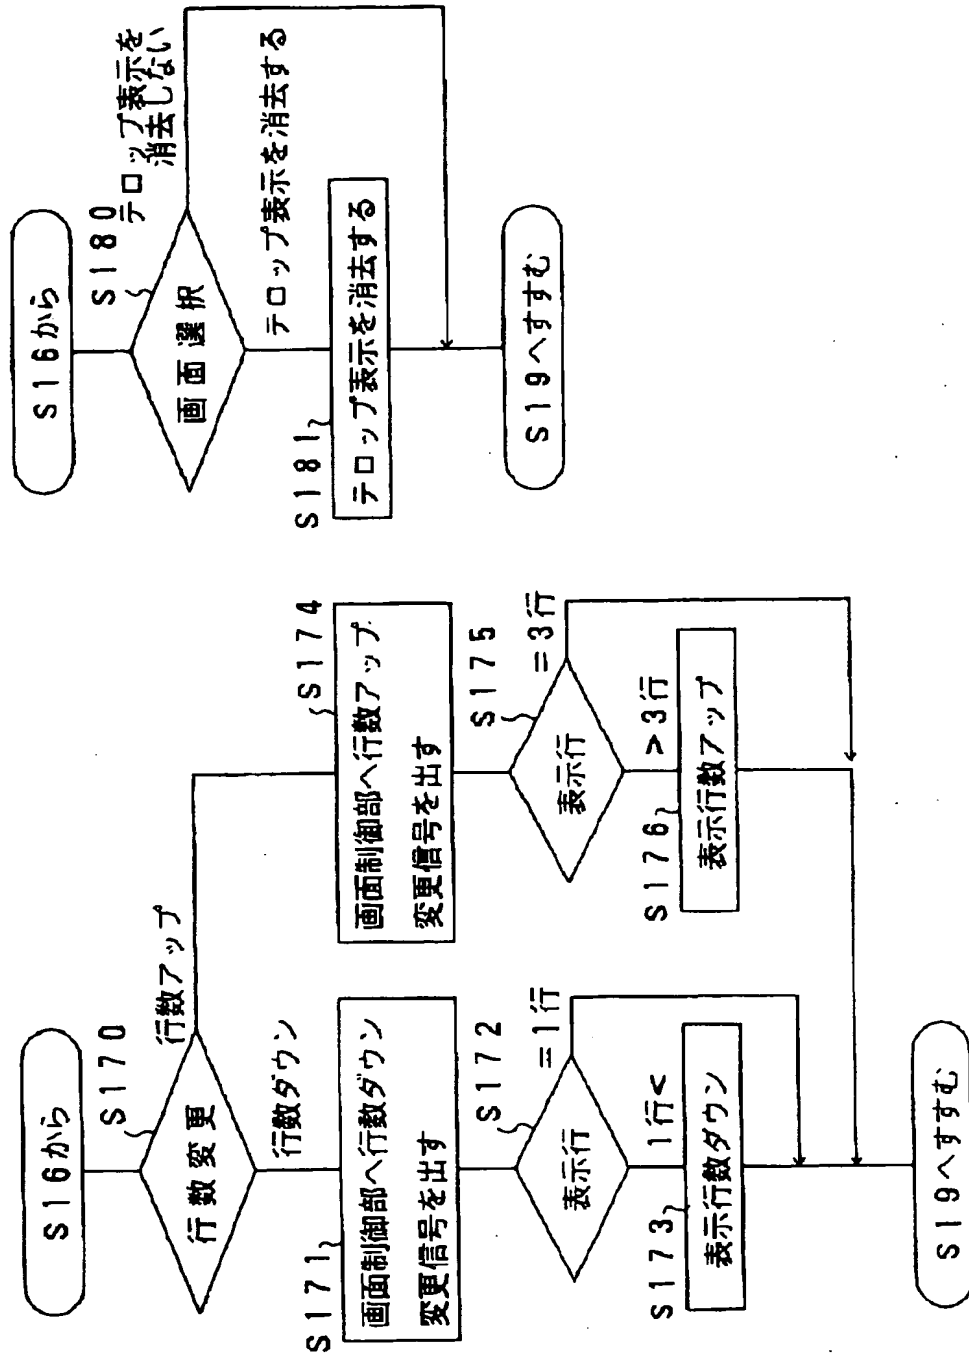 S16から
S170
行数変更
行数アップ
行数ダウン
S171
画面制御部へ行数ダウン
変更信号を出す
S172
表示行
=1行
1行<
S173
表示行数ダウン
S174
画面制御部へ行数アップ
変更信号を出す
S175
表示行
=3行
>3行
S176
表示行数アップ
S19へすすむ
S16から
S180
画面選択
テロップ表示を
消去しない
テロップ表示を消去する
S181
テロップ表示を消去する
S19へすすむ